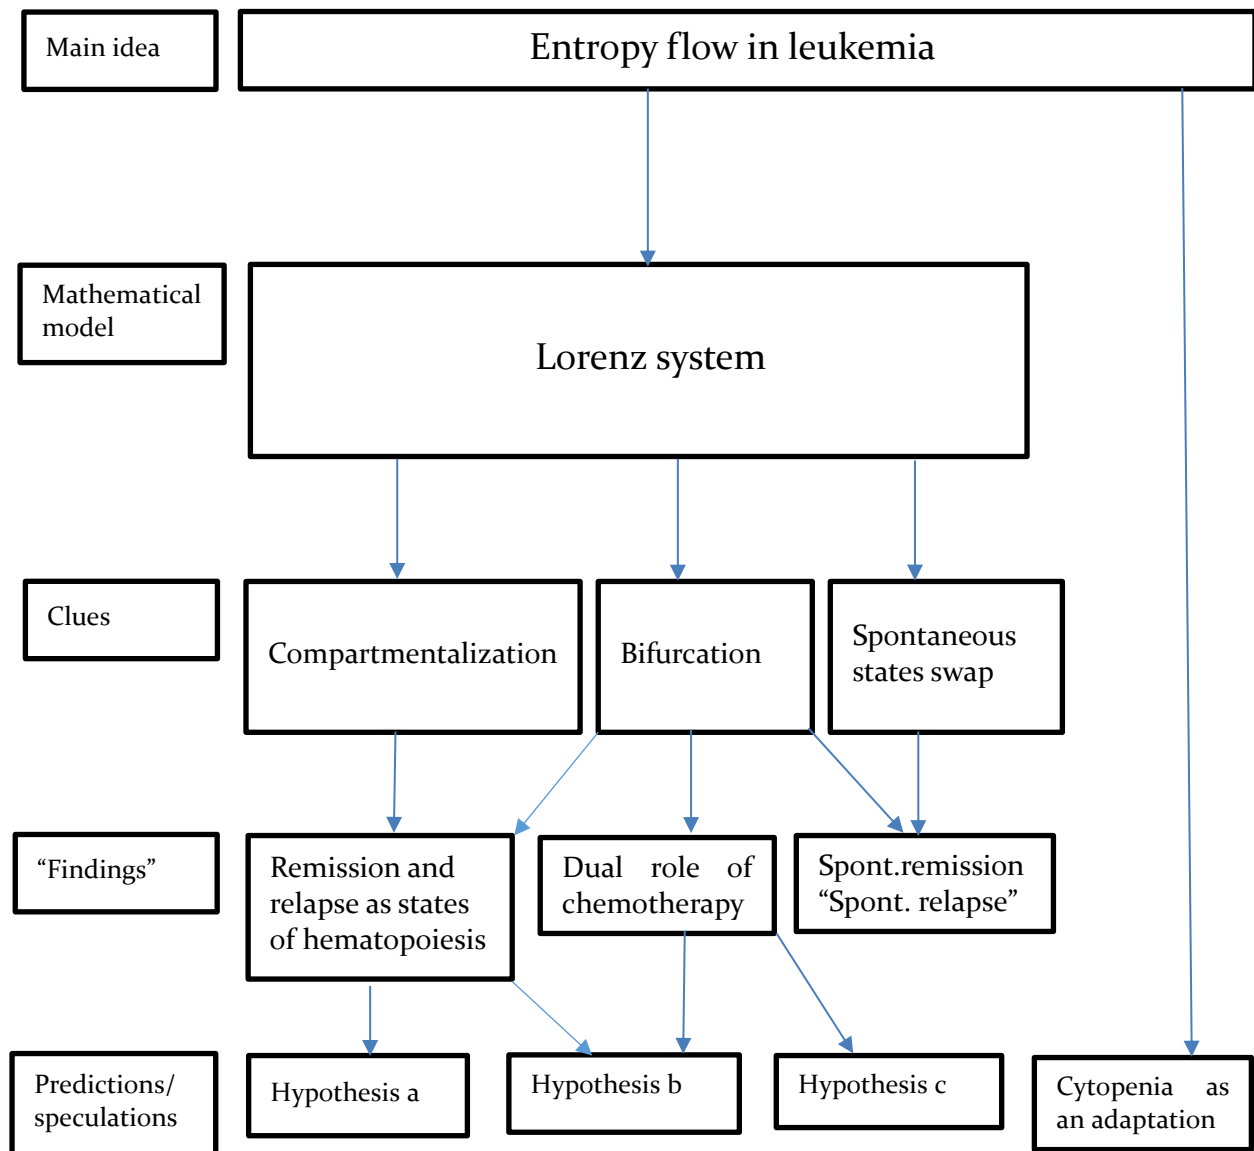 Main idea
Entropy flow in leukemia
Mathematical
model
Lorenz system
Clues
Compartmentalization
Bifurcation
Spontaneous
states swap
“Findings”
Remission and
relapse as states
of hematopoiesis
Dual role of
chemotherapy
Spont.remission
“Spont. relapse”
Predictions/
speculations
Hypothesis a
Hypothesis b
Hypothesis c
Cytopenia as
an adaptation